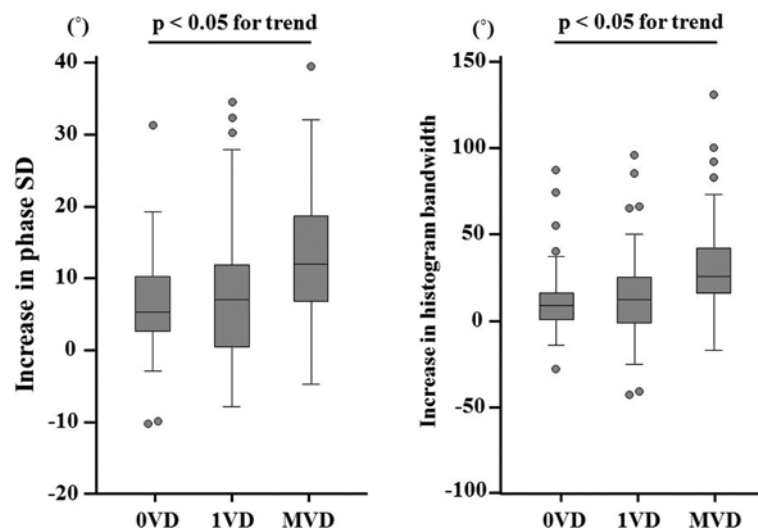 (°)
p < 0.05 for trend
Increase in phase SD
40
30
20
10
0
-10
-20
0VD 1VD MVD
(°)
p < 0.05 for trend
Increase in histogram bandwidth
150
100
50
0
-50
-100
0VD 1VD MVD